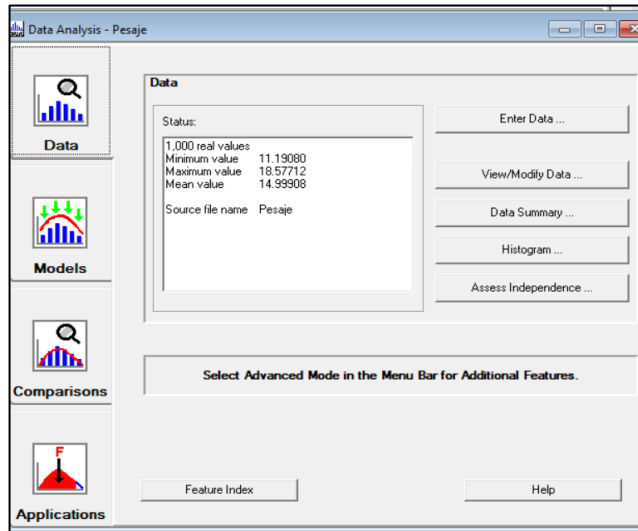 Data Analysis - Pesaje
Data
Models
Comparisons
F
Applications
Data
Status:
1,000 real values
Minimum value 11.19080
Maximum value 18.57712
Mean value 14.99908
Source file name Pesaje
Enter Data ...
View/Modify Data ...
Data Summary ...
Histogram ...
Assess Independence ...
Select Advanced Mode in the Menu Bar for Additional Features.
Feature Index
Help